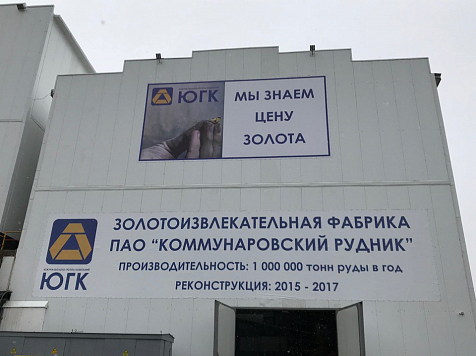 ЮГК
МЫ ЗНАЕМ
ЦЕНУ
ЗОЛОТА
ЗОЛОТОИЗВЛЕКАТЕЛЬНАЯ ФАБРИКА
ПАО "КОММУНАРОВСКИЙ РУДНИК"
ПРОИЗВОДИТЕЛЬНОСТЬ: 1 000 000 тонн руды в год
РЕКОНСТРУКЦИЯ: 2015 - 2017
ЮГК